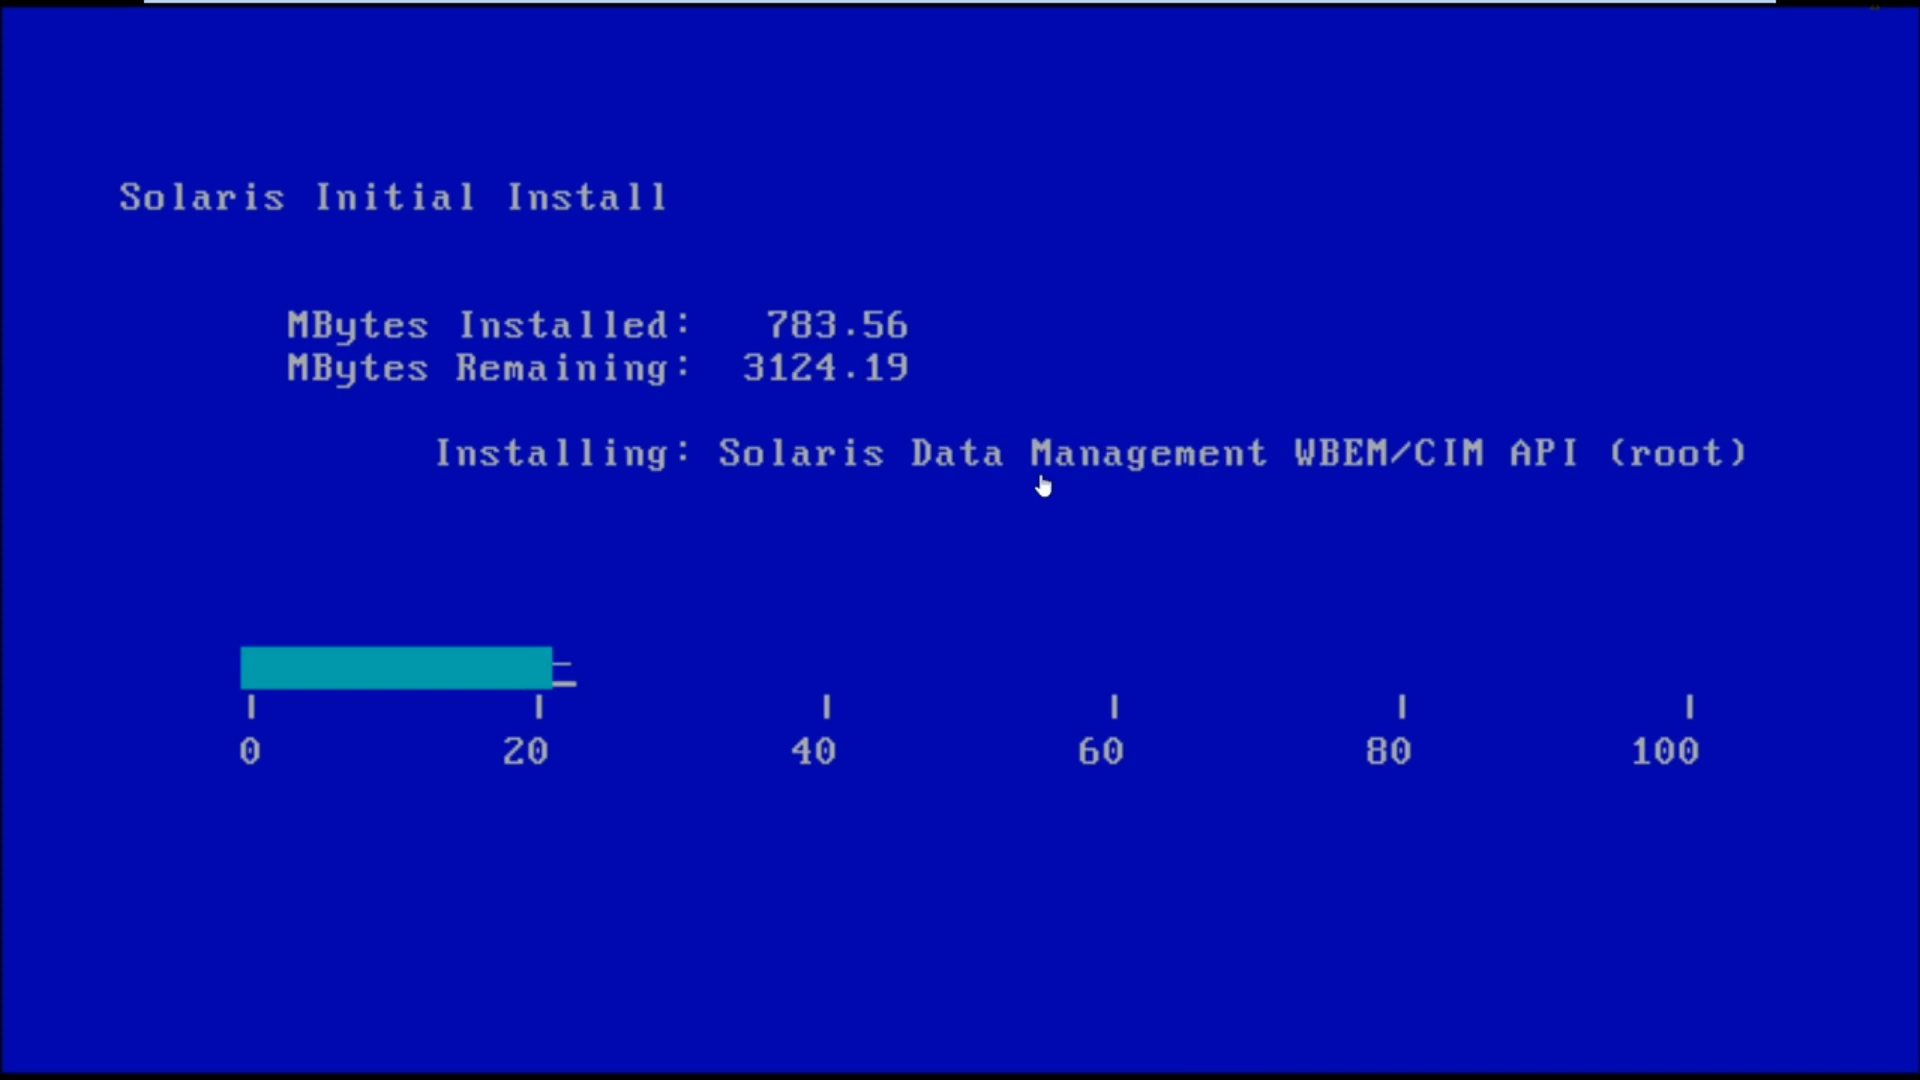 Solaris Initial Install
MBytes Installed: 783.56
MBytes Remaining: 3124.19
Installing: Solaris Data Management WBEM/CIM API (root)
0 20 40 60 80 100